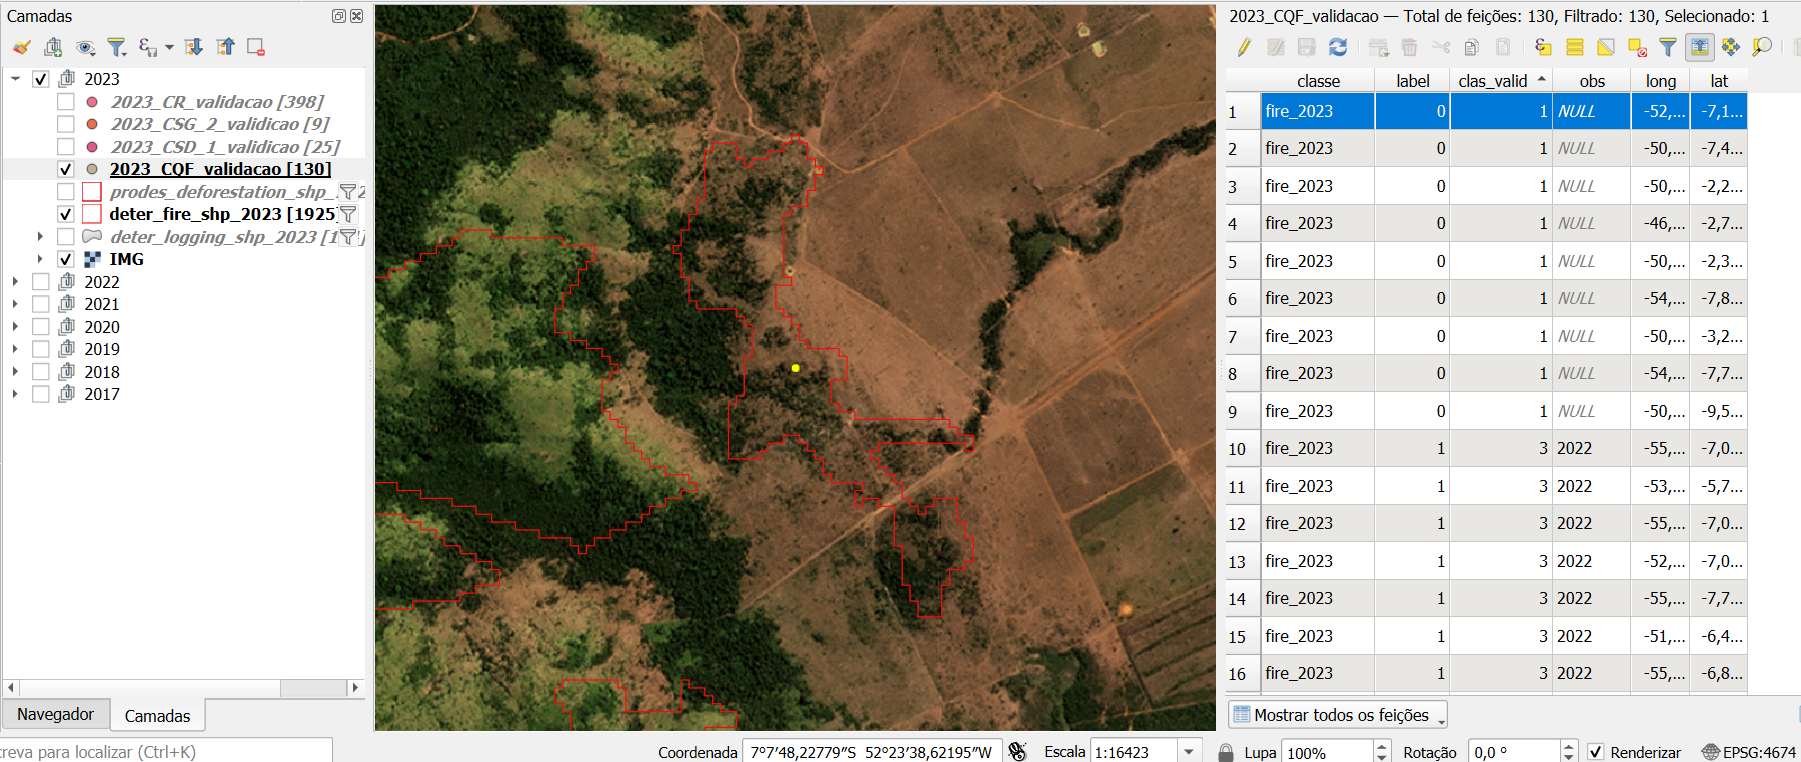 Camadas
2023
2023_CR_validacao [398]
2023_CSG_2_validicao [9]
2023_CSD_1_validicao [25]
2023_CQF_validacao [130]
prodes_deforestation_shp_
deter_fire_shp_2023 [1925]
deter_logging_shp_2023 [1
IMG
2022
2021
2020
2019
2018
2017
Navegador
Camadas
creva para localizar (Ctrl+K)
2023_CQF_validacao — Total de feições: 130, Filtrado: 130, Selecionado: 1
classe label clas_valid obs long lat
1 fire_2023 0 1 NULL -52,... -7,1...
2 fire_2023 0 1 NULL -50,... -7,4...
3 fire_2023 0 1 NULL -50,... -2,2...
4 fire_2023 0 1 NULL -46,... -2,7...
5 fire_2023 0 1 NULL -50,... -2,3...
6 fire_2023 0 1 NULL -54,... -7,8...
7 fire_2023 0 1 NULL -50,... -3,2...
8 fire_2023 0 1 NULL -54,... -7,7...
9 fire_2023 0 1 NULL -50,... -9,5...
10 fire_2023 1 3 2022 -55,... -7,0...
11 fire_2023 1 3 2022 -53,... -5,7...
12 fire_2023 1 3 2022 -55,... -7,0...
13 fire_2023 1 3 2022 -52,... -7,0...
14 fire_2023 1 3 2022 -55,... -7,7...
15 fire_2023 1 3 2022 -51,... -6,4...
16 fire_2023 1 3 2022 -55,... -6,8...
Mostrar todos os feições
Coordenada 7°7'48,22779"S 52°23'38,62195"W Escala 1:16423 Lupa 100% Rotação 0,0 ° Renderizar EPSG:4674